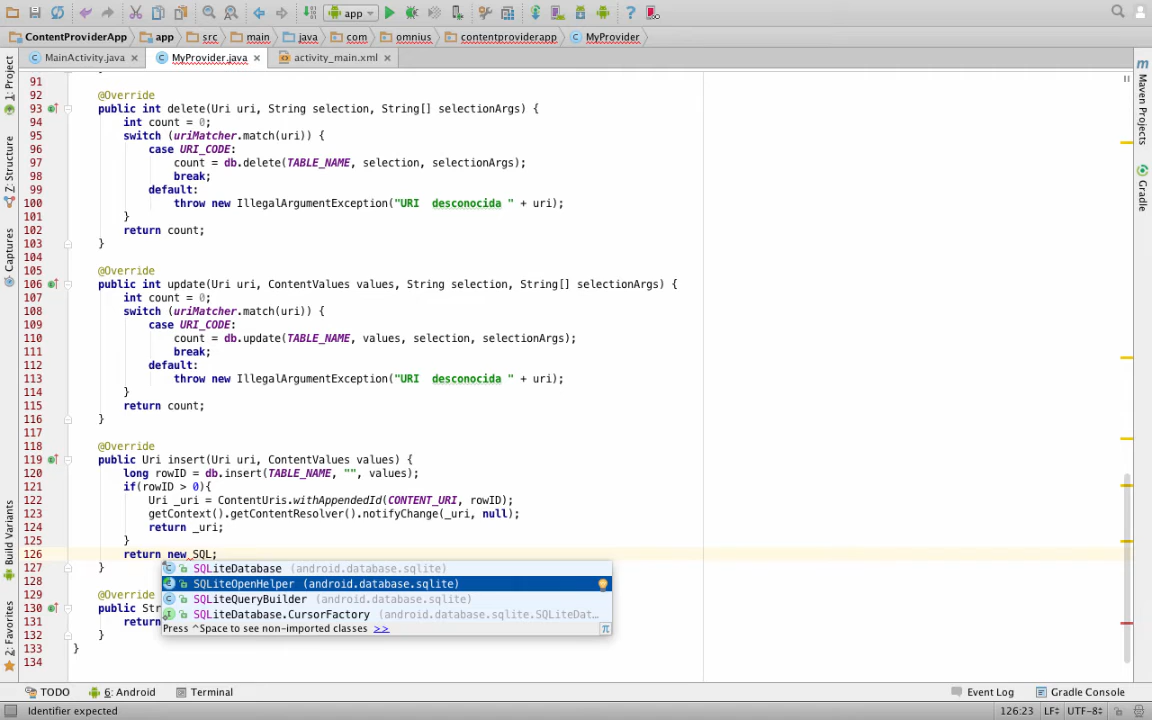 app
ContentProviderApp app src main java com omnius contentproviderapp MyProvider
MainActivity.java MyProvider.java activity_main.xml
1: Project
Z: Structure
Captures
Build Variants
2: Favorites
91
92 @Override
93 public int delete(Uri uri, String selection, String[] selectionArgs) {
94 int count = 0;
95 switch (uriMatcher.match(uri)) {
96 case URI_CODE:
97 count = db.delete(TABLE_NAME, selection, selectionArgs);
98 break;
99 default:
100 throw new IllegalArgumentException("URI  desconocida " + uri);
101 }
102 return count;
103 }
104
105 @Override
106 public int update(Uri uri, ContentValues values, String selection, String[] selectionArgs) {
107 int count = 0;
108 switch (uriMatcher.match(uri)) {
109 case URI_CODE:
110 count = db.update(TABLE_NAME, values, selection, selectionArgs);
111 break;
112 default:
113 throw new IllegalArgumentException("URI  desconocida " + uri);
114 }
115 return count;
116 }
117
118 @Override
119 public Uri insert(Uri uri, ContentValues values) {
120 long rowID = db.insert(TABLE_NAME, "", values);
121 if(rowID > 0){
122 Uri _uri = ContentUris.withAppendedId(CONTENT_URI, rowID);
123 getContext().getContentResolver().notifyChange(_uri, null);
124 return _uri;
125 }
126 return new SQL;
127 }
128
129 @Override
130 public Str
131 return
132 }
133 }
134
SQLiteDatabase (android.database.sqlite)
SQLiteOpenHelper (android.database.sqlite)
SQLiteQueryBuilder (android.database.sqlite)
SQLiteDatabase.CursorFactory (android.database.sqlite.SQLiteDat...
Press ^Space to see non-imported classes >>
Maven Projects
Gradle
TODO 6: Android Terminal Event Log Gradle Console
Identifier expected 126:23 LF UTF-8